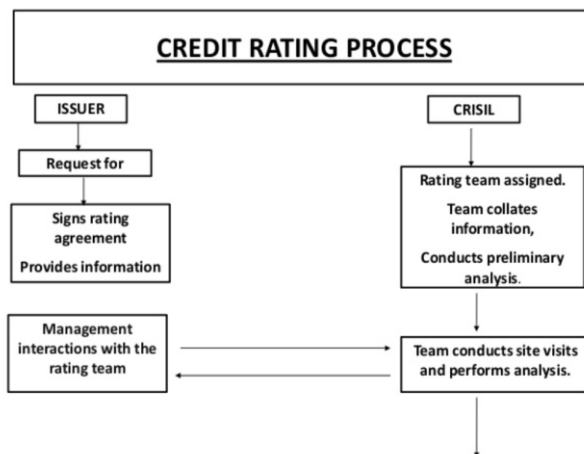 CREDIT RATING PROCESS
ISSUER
Request for
Signs rating
agreement
Provides information
Management
interactions with the
rating team
CRISIL
Rating team assigned.
Team collates
information,
Conducts preliminary
analysis.
Team conducts site visits
and performs analysis.